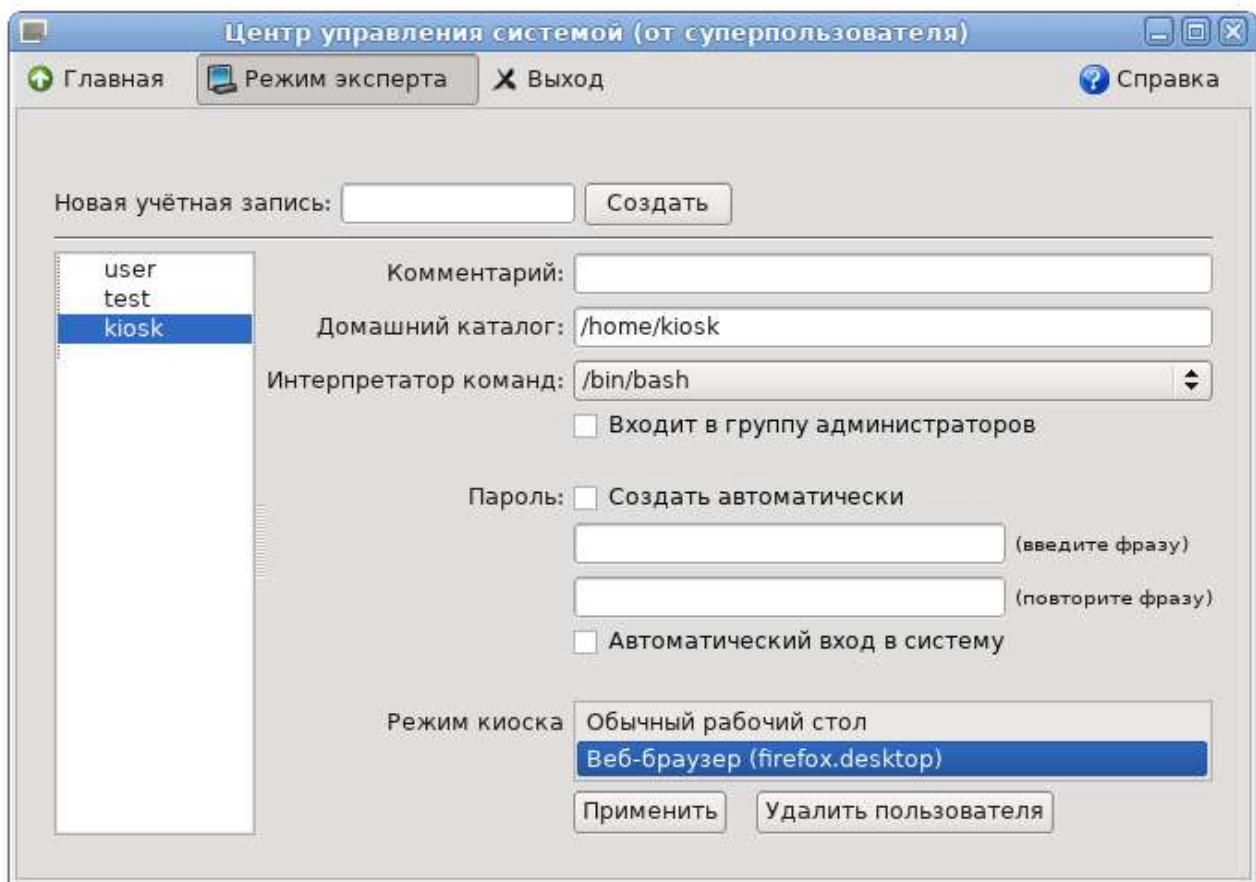 Центр управления системой (от суперпользователя)
Главная Режим эксперта Выход Справка
Новая учётная запись: Создать
user
test
kiosk
Комментарий:
Домашний каталог: /home/kiosk
Интерпретатор команд: /bin/bash
Входит в группу администраторов
Пароль: Создать автоматически
(введите фразу)
(повторите фразу)
Автоматический вход в систему
Режим киоска Обычный рабочий стол
Веб-браузер (firefox.desktop)
Применить Удалить пользователя